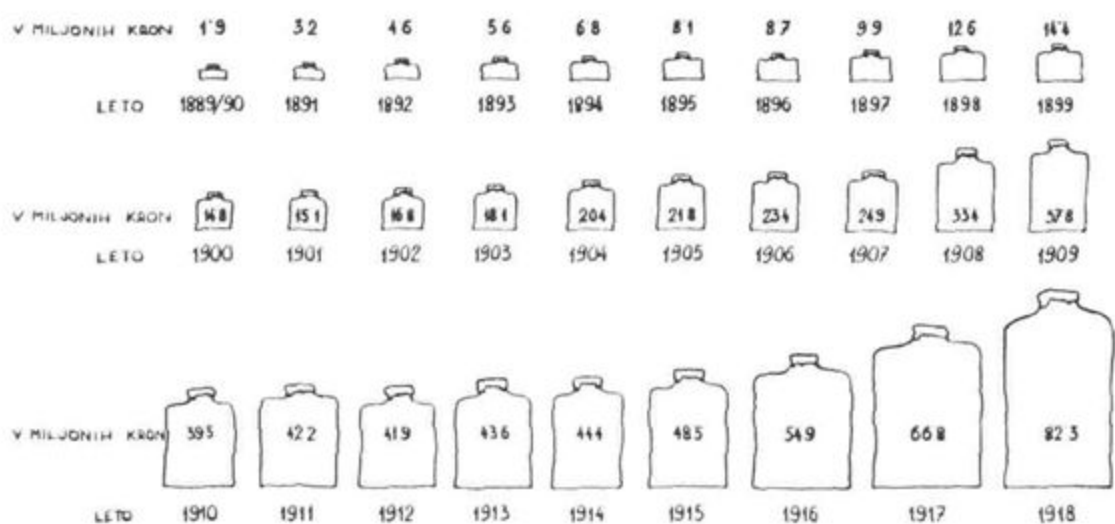 V MILJONIH KRON 1'9 3 2 4 6 5 6 6 8 8 1 8 7 9 9 12 6 14 4
LETO 1889/90 1891 1892 1893 1894 1895 1896 1897 1898 1899
V MILJONIH KRON 14 8 15 1 16 8 18 1 20 4 21 8 23 4 24 9 33 4 37 8
LETO 1900 1901 1902 1903 1904 1905 1906 1907 1908 1909
V MILJONIH KRON 39 5 42 2 41 9 43 6 44 4 48 5 54 9 66 8 82 3
LETO 1910 1911 1912 1913 1914 1915 1916 1917 1918